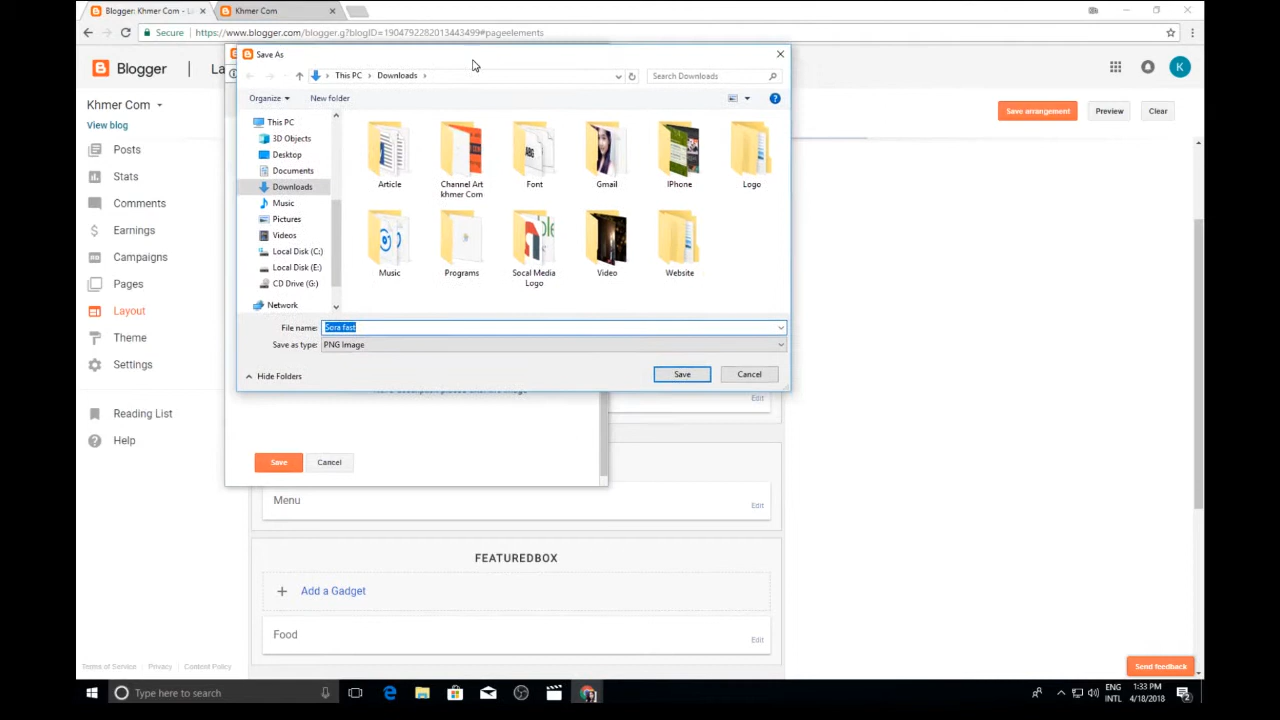 Blogger: Khmer Com - La
Khmer Com
Secure
https://www.blogger.com/blogger.g?blogID=1904792282013443499#pageelements
Blogger
La
Save As
This PC
Downloads
Search Downloads
Khmer Com
View blog
Save arrangement
Preview
Clear
Organize
New folder
Posts
Stats
Comments
Earnings
Campaigns
Pages
Layout
Theme
Settings
Reading List
Help
This PC
3D Objects
Desktop
Documents
Downloads
Music
Pictures
Videos
Local Disk (C:)
Local Disk (E:)
CD Drive (G:)
Network
Article
Channel Art khmer Com
Font
Gmail
IPhone
Logo
Music
Programs
Socal Media Logo
Video
Website
File name:
Sora fast
Save as type:
PNG Image
Hide Folders
Save
Cancel
Edit
Save
Cancel
Menu
Edit
FEATUREDBOX
Add a Gadget
Food
Edit
Terms of Service
Privacy
Content Policy
Send feedback
Type here to search
ENG
INTL
1:33 PM
4/18/2018